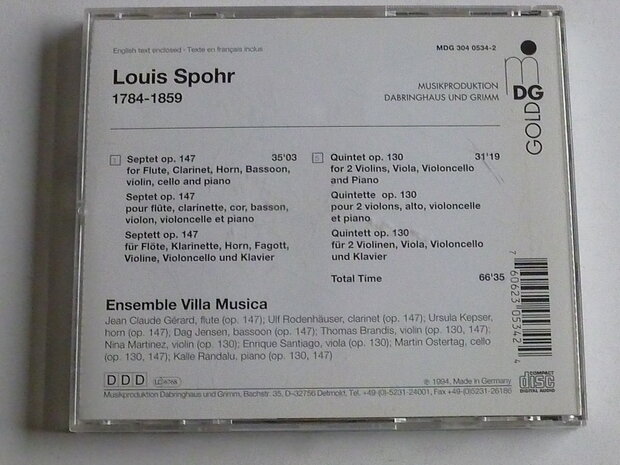 English text enclosed · Texte en français inclus
MDG 304 0534-2
Louis Spohr
1784-1859
MUSIKPRODUKTION
DABRINGHAUS UND GRIMM
m
DG
GOLD
1 Septet op. 147 35'03
for Flute, Clarinet, Horn, Bassoon,
violin, cello and piano
Septet op. 147
pour flûte, clarinette, cor, basson,
violon, violoncelle et piano
Septett op. 147
für Flöte, Klarinette, Horn, Fagott,
Violine, Violoncello und Klavier
5 Quintet op. 130 31'19
for 2 Violins, Viola, Violoncello
and Piano
Quintette op. 130
pour 2 violons, alto, violoncelle
et piano
Quintett op. 130
für 2 Violinen, Viola, Violoncello
und Klavier
Total Time 66'35
Ensemble Villa Musica
Jean Claude Gérard, flute (op. 147); Ulf Rodenhäuser, clarinet (op. 147); Ursula Kepser,
horn (op. 147); Dag Jensen, bassoon (op. 147); Thomas Brandis, violin (op. 130, 147);
Nina Martinez, violin (op. 130); Enrique Santiago, viola (op. 130); Martin Ostertag, cello
(op. 130, 147); Kalle Randalu, piano (op. 130, 147)
7 60623 05342 4
DDD
LC 6768
℗ 1994, Made in Germany
COMPACT
disc
DIGITAL AUDIO
Musikproduktion Dabringhaus und Grimm, Bachstr. 35, D-32756 Detmold, Tel. +49-(0)5231-24001, Fax +49-(0)5231-26186